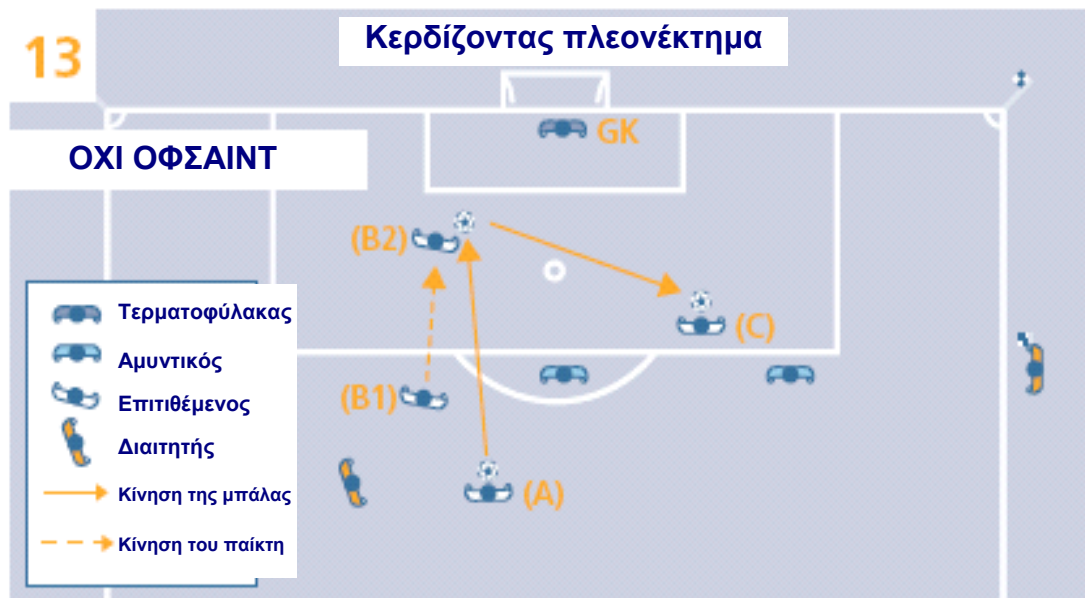 13
Κερδίζοντας πλεονέκτημα
GK
ΟΧΙ ΟΦΣΑΙΝΤ
(B2)
(C)
(B1)
(A)
Τερματοφύλακας
Αμυντικός
Επιτιθέμενος
Διαιτητής
Κίνηση της μπάλας
Κίνηση του παίκτη